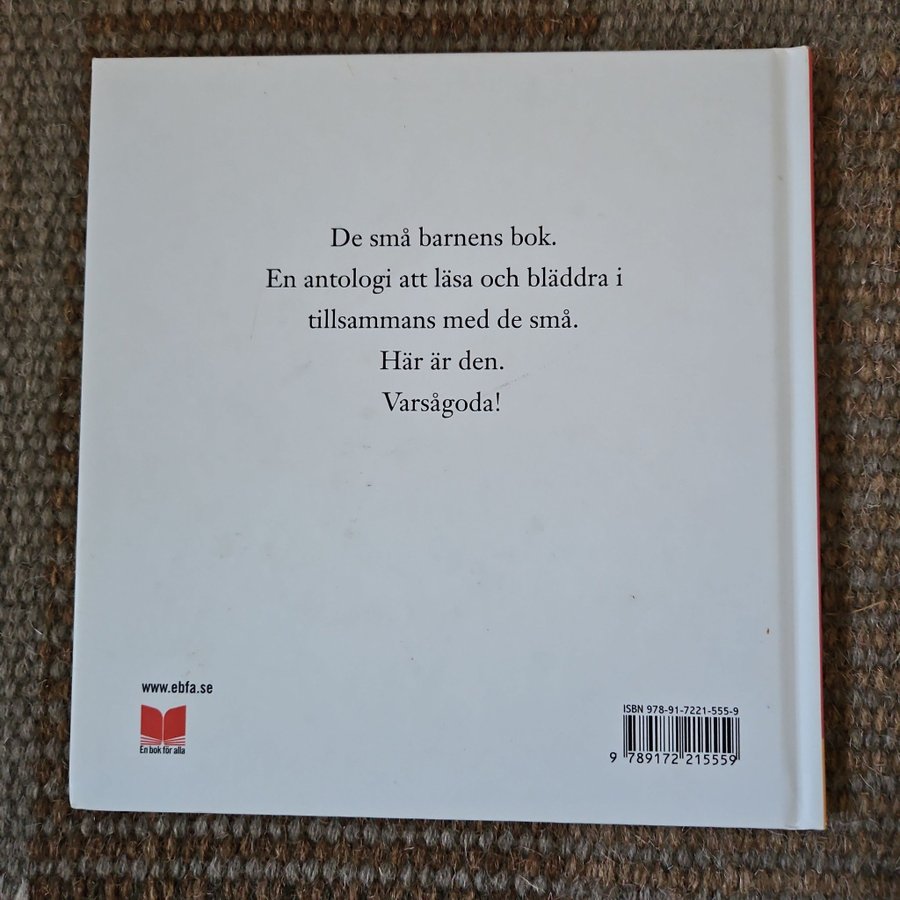 De små barnens bok.
En antologi att läsa och bläddra i
tillsammans med de små.
Här är den.
Varsågoda!
www.ebfa.se
En bok för alla
ISBN 978-91-7221-555-9
9 789172 215559